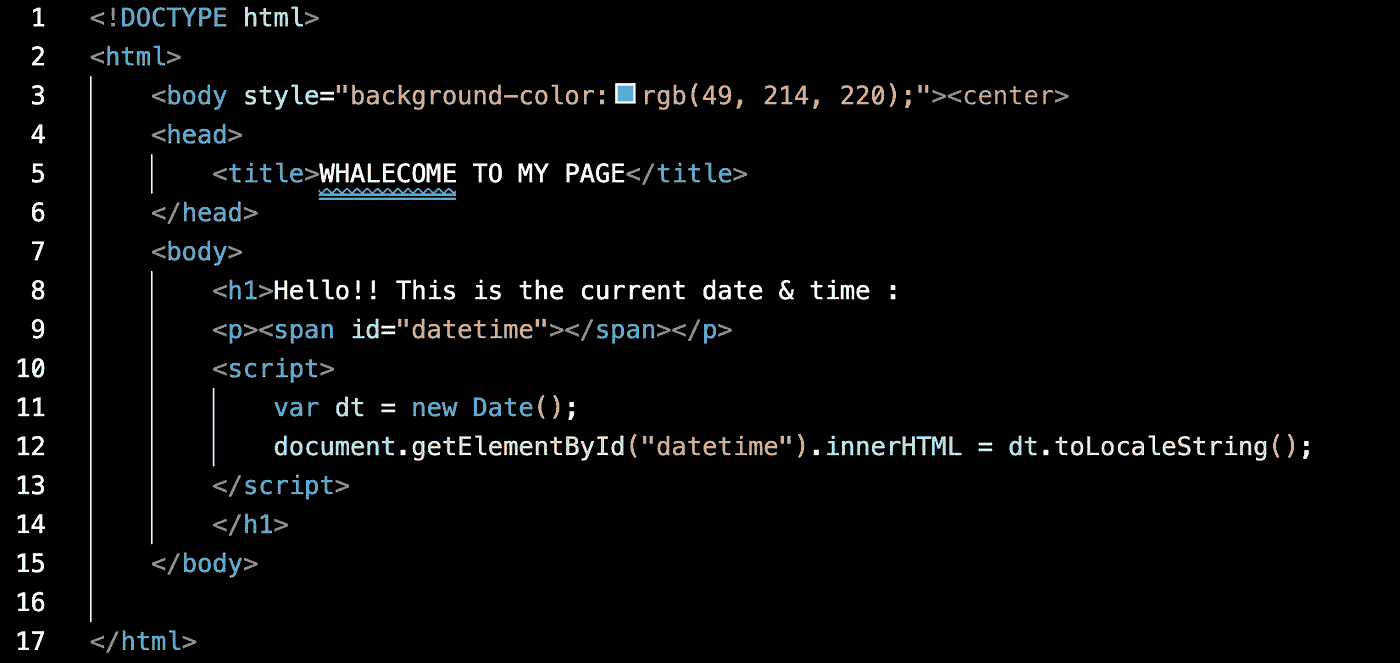 1 <!DOCTYPE html>
2 <html>
3 <body style="background-color: rgb(49, 214, 220);"><center>
4 <head>
5 <title>WHALECOME TO MY PAGE</title>
6 </head>
7 <body>
8 <h1>Hello!! This is the current date & time :
9 <p><span id="datetime"></span></p>
10 <script>
11 var dt = new Date();
12 document.getElementById("datetime").innerHTML = dt.toLocaleString();
13 </script>
14 </h1>
15 </body>
16
17 </html>